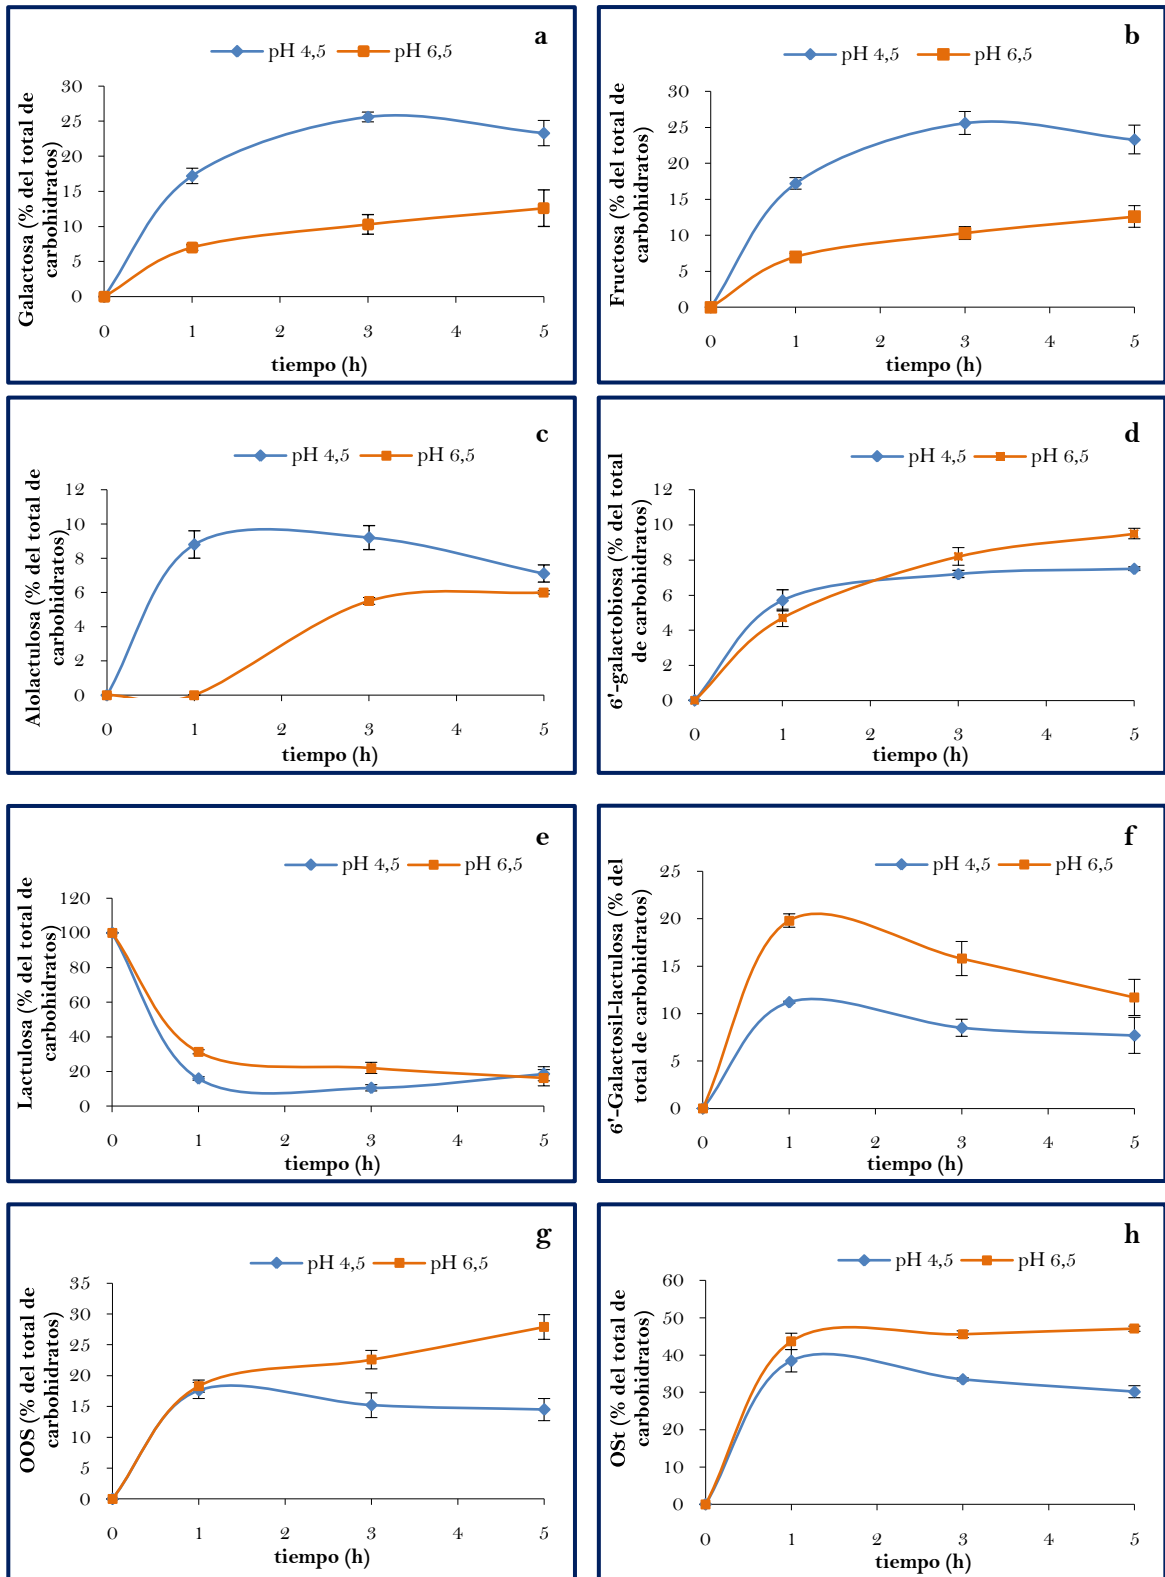 a
pH 4,5 pH 6,5
Galactosa (% del total de
carbohidratos)
30
25
20
15
10
5
0
0 1 2 3 4 5
tiempo (h)
b
pH 4,5 pH 6,5
Fructosa (% del total de
carbohidratos)
30
25
20
15
10
5
0
0 1 2 3 4 5
tiempo (h)
c
pH 4,5 pH 6,5
Alolactulosa (% del total de
carbohidratos)
12
10
8
6
4
2
0
0 1 2 3 4 5
tiempo (h)
d
pH 4,5 pH 6,5
6'-galactobiosa (% del total
de carbohidratos)
12
10
8
6
4
2
0
0 1 2 3 4 5
tiempo (h)
e
pH 4,5 pH 6,5
Lactulosa (% del total de
carbohidratos)
120
100
80
60
40
20
0
0 1 2 3 4 5
tiempo (h)
f
pH 4,5 pH 6,5
6'-Galactosil-lactulosa (% del
total de carbohidratos)
25
20
15
10
5
0
0 1 2 3 4 5
tiempo (h)
g
pH 4,5 pH 6,5
OOS (% del total de
carbohidratos)
35
30
25
20
15
10
5
0
0 1 2 3 4 5
tiempo (h)
h
pH 4,5 pH 6,5
OSt (% del total de
carbohidratos)
60
50
40
30
20
10
0
0 1 2 3 4 5
tiempo (h)